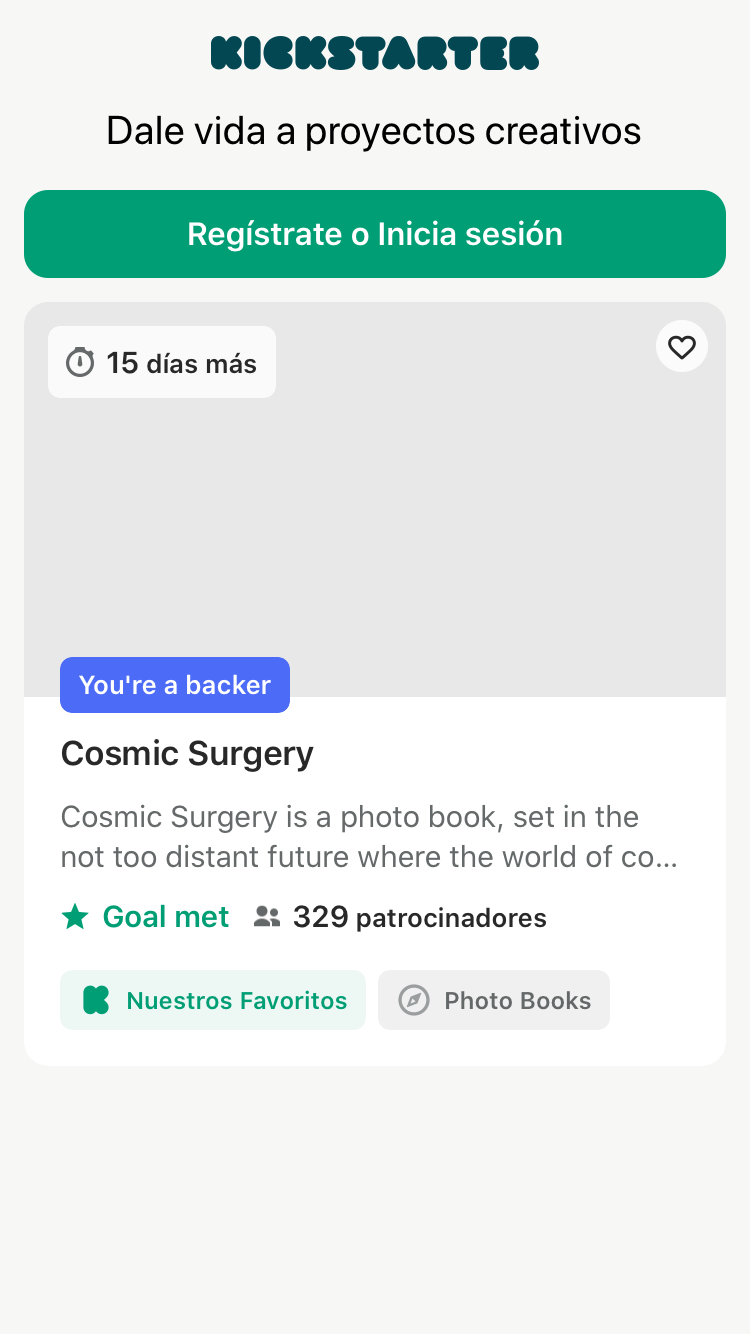 KICKSTARTER
Dale vida a proyectos creativos
Regístrate o Inicia sesión
15 días más
You're a backer
Cosmic Surgery
Cosmic Surgery is a photo book, set in the
not too distant future where the world of co...
Goal met 329 patrocinadores
Nuestros Favoritos Photo Books